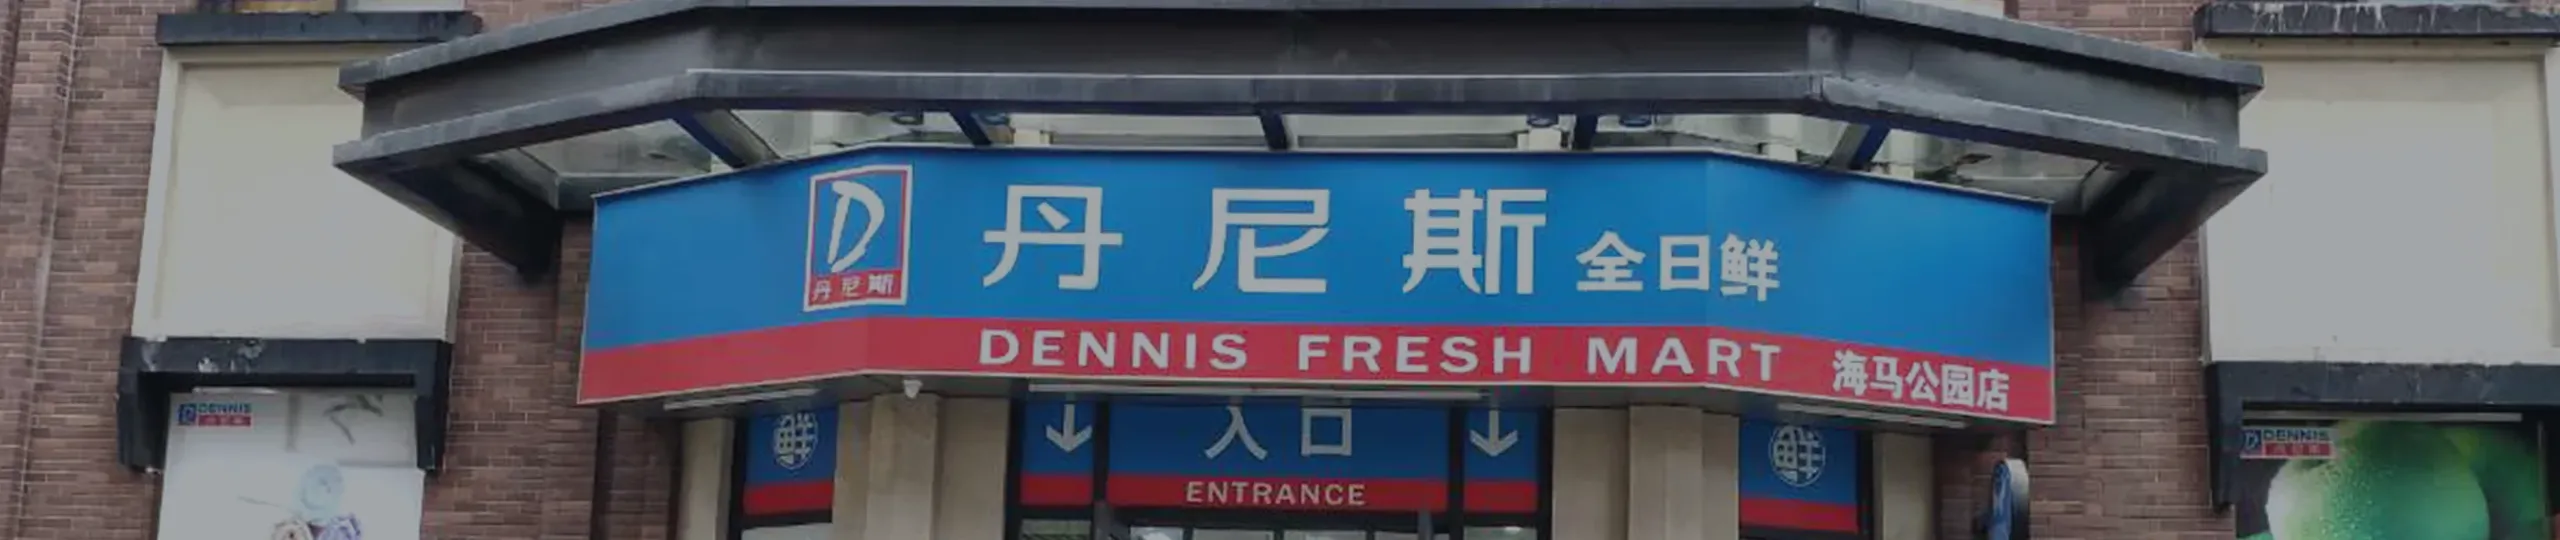 D
丹尼斯
丹尼斯 全日鲜
DENNIS FRESH MART 海马公园店
DENNIS
鲜
入口
ENTRANCE
鲜
DENNIS